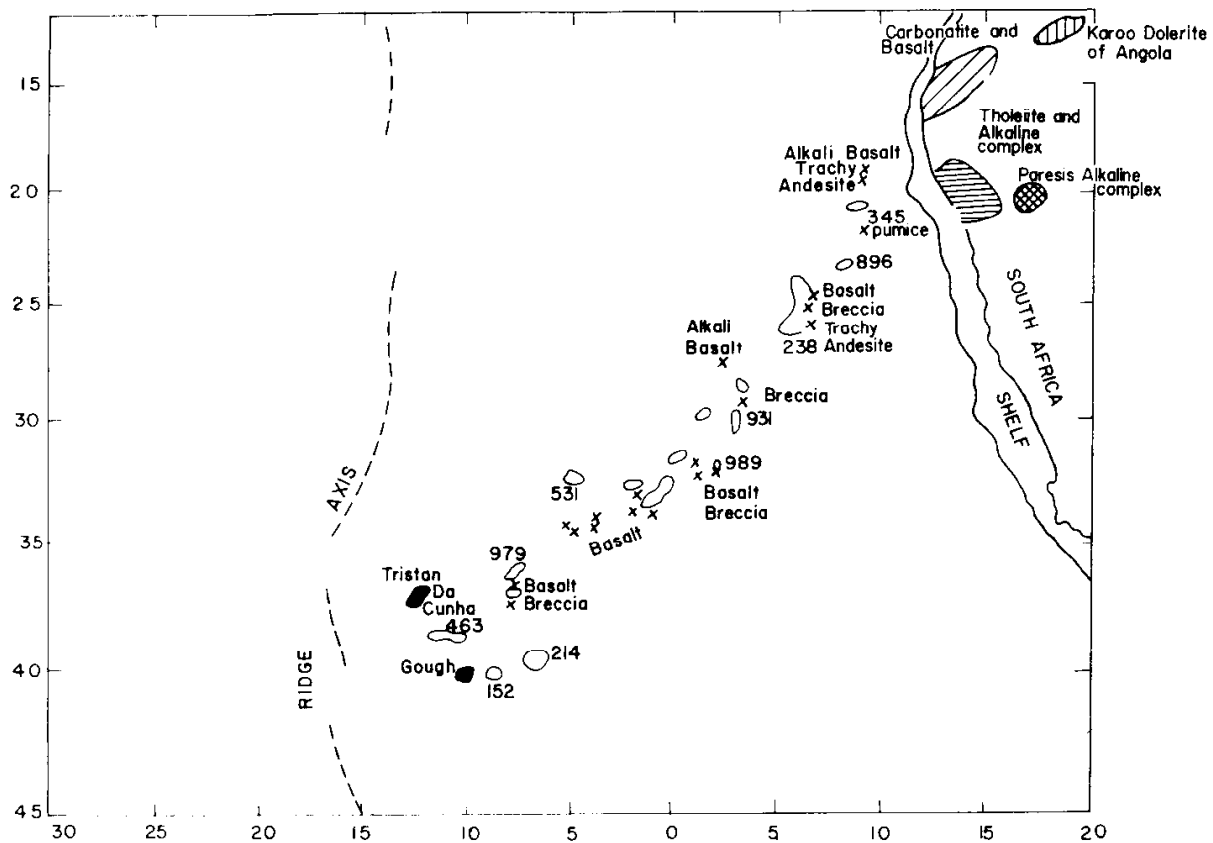 Carbonatite and
Basalt
Karoo Dolerite
of Angola
15
Tholeiite and
Alkaline
complex
Alkali Basalt
Trachy
Andesite
Paresis Alkaline
complex
20
345
pumice
896
SOUTH AFRICA
25
Basalt
Breccia
Trachy
Andesite
238
Alkali
Basalt
Breccia
30
931
SHELF
AXIS
989
531
Basalt
Breccia
Basalt
35
979
Tristan
Da
Cunha
Basalt
Breccia
463
214
40
Gough
152
RIDGE
45
30 25 20 15 10 5 0 5 10 15 20